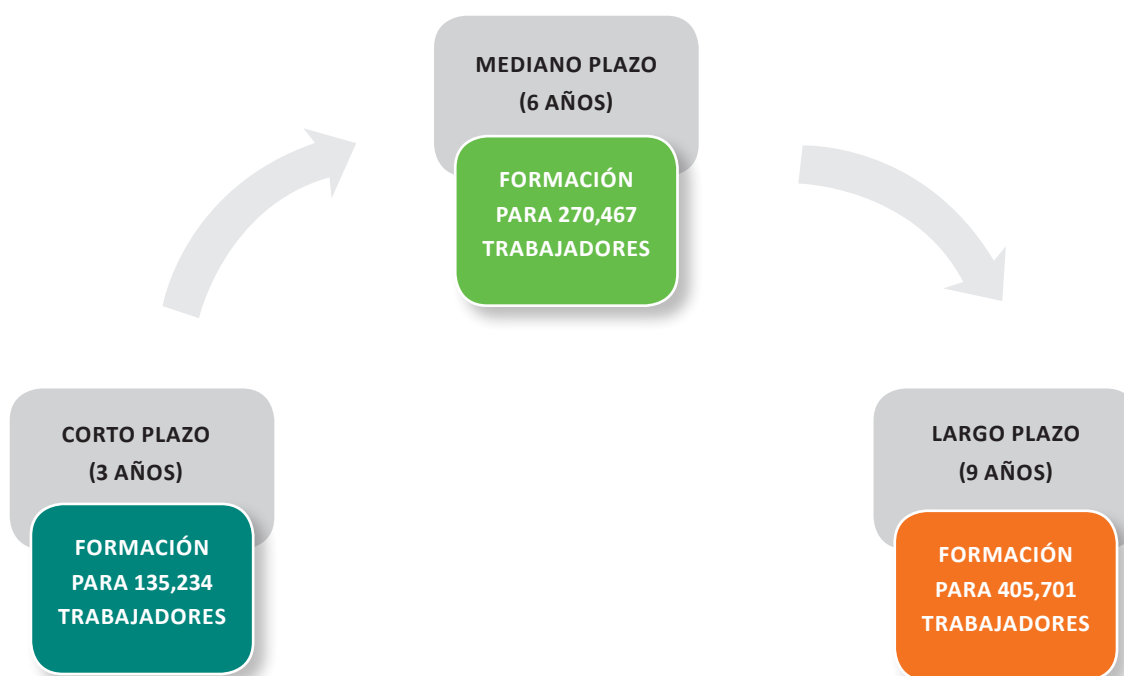 MEDIANO PLAZO
(6 AÑOS)
FORMACIÓN
PARA 270,467
TRABAJADORES
CORTO PLAZO
(3 AÑOS)
FORMACIÓN
PARA 135,234
TRABAJADORES
LARGO PLAZO
(9 AÑOS)
FORMACIÓN
PARA 405,701
TRABAJADORES